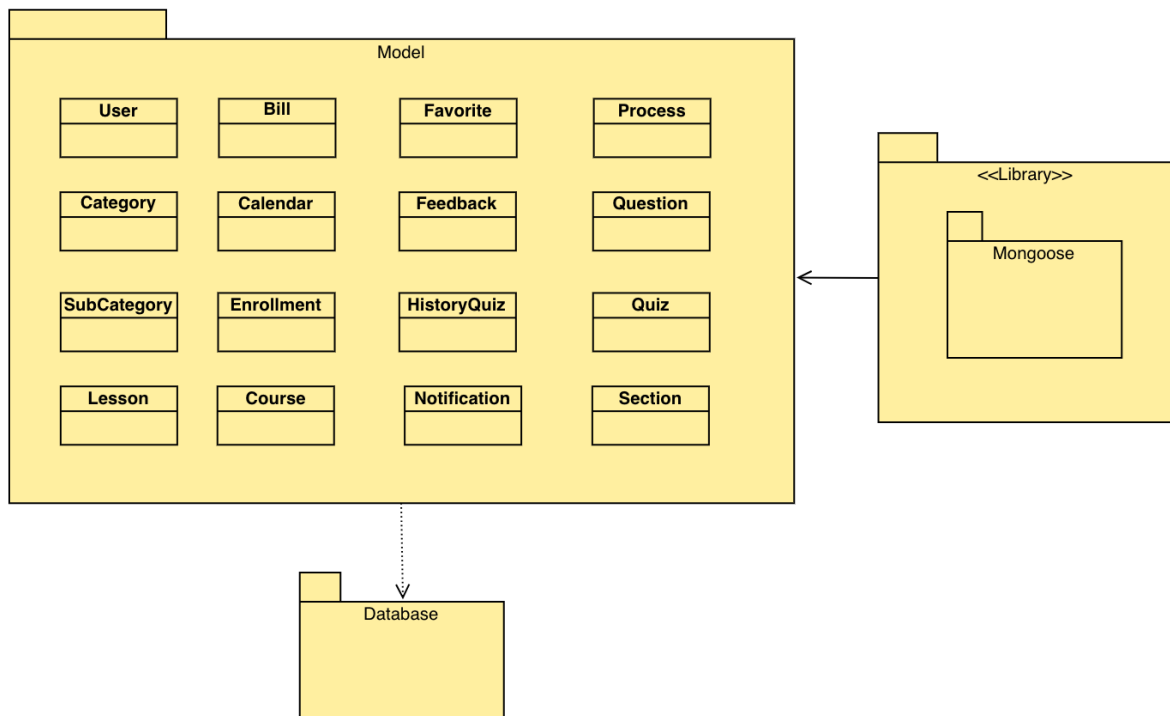 Model
User
Bill
Favorite
Process
Category
Calendar
Feedback
Question
SubCategory
Enrollment
HistoryQuiz
Quiz
Lesson
Course
Notification
Section
<<Library>>
Mongoose
Database